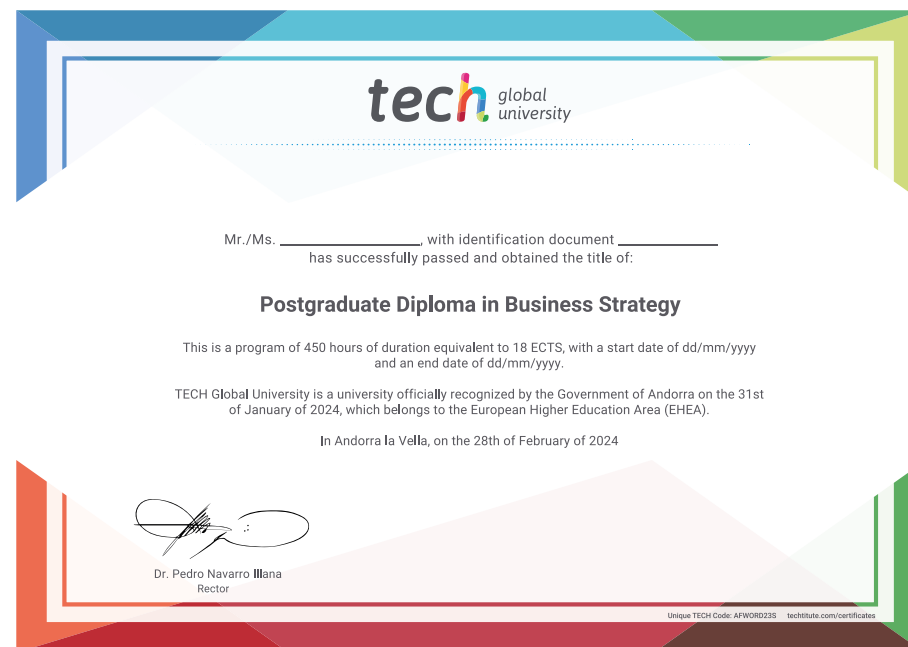 tech global university
Mr./Ms. ____________, with identification document ____________
has successfully passed and obtained the title of:
Postgraduate Diploma in Business Strategy
This is a program of 450 hours of duration equivalent to 18 ECTS, with a start date of dd/mm/yyyy
and an end date of dd/mm/yyyy.
TECH Global University is a university officially recognized by the Government of Andorra on the 31st
of January of 2024, which belongs to the European Higher Education Area (EHEA).
In Andorra la Vella, on the 28th of February of 2024
Dr. Pedro Navarro Illana
Rector
Unique TECH Code: AFWORD23S techtitute.com/certificates